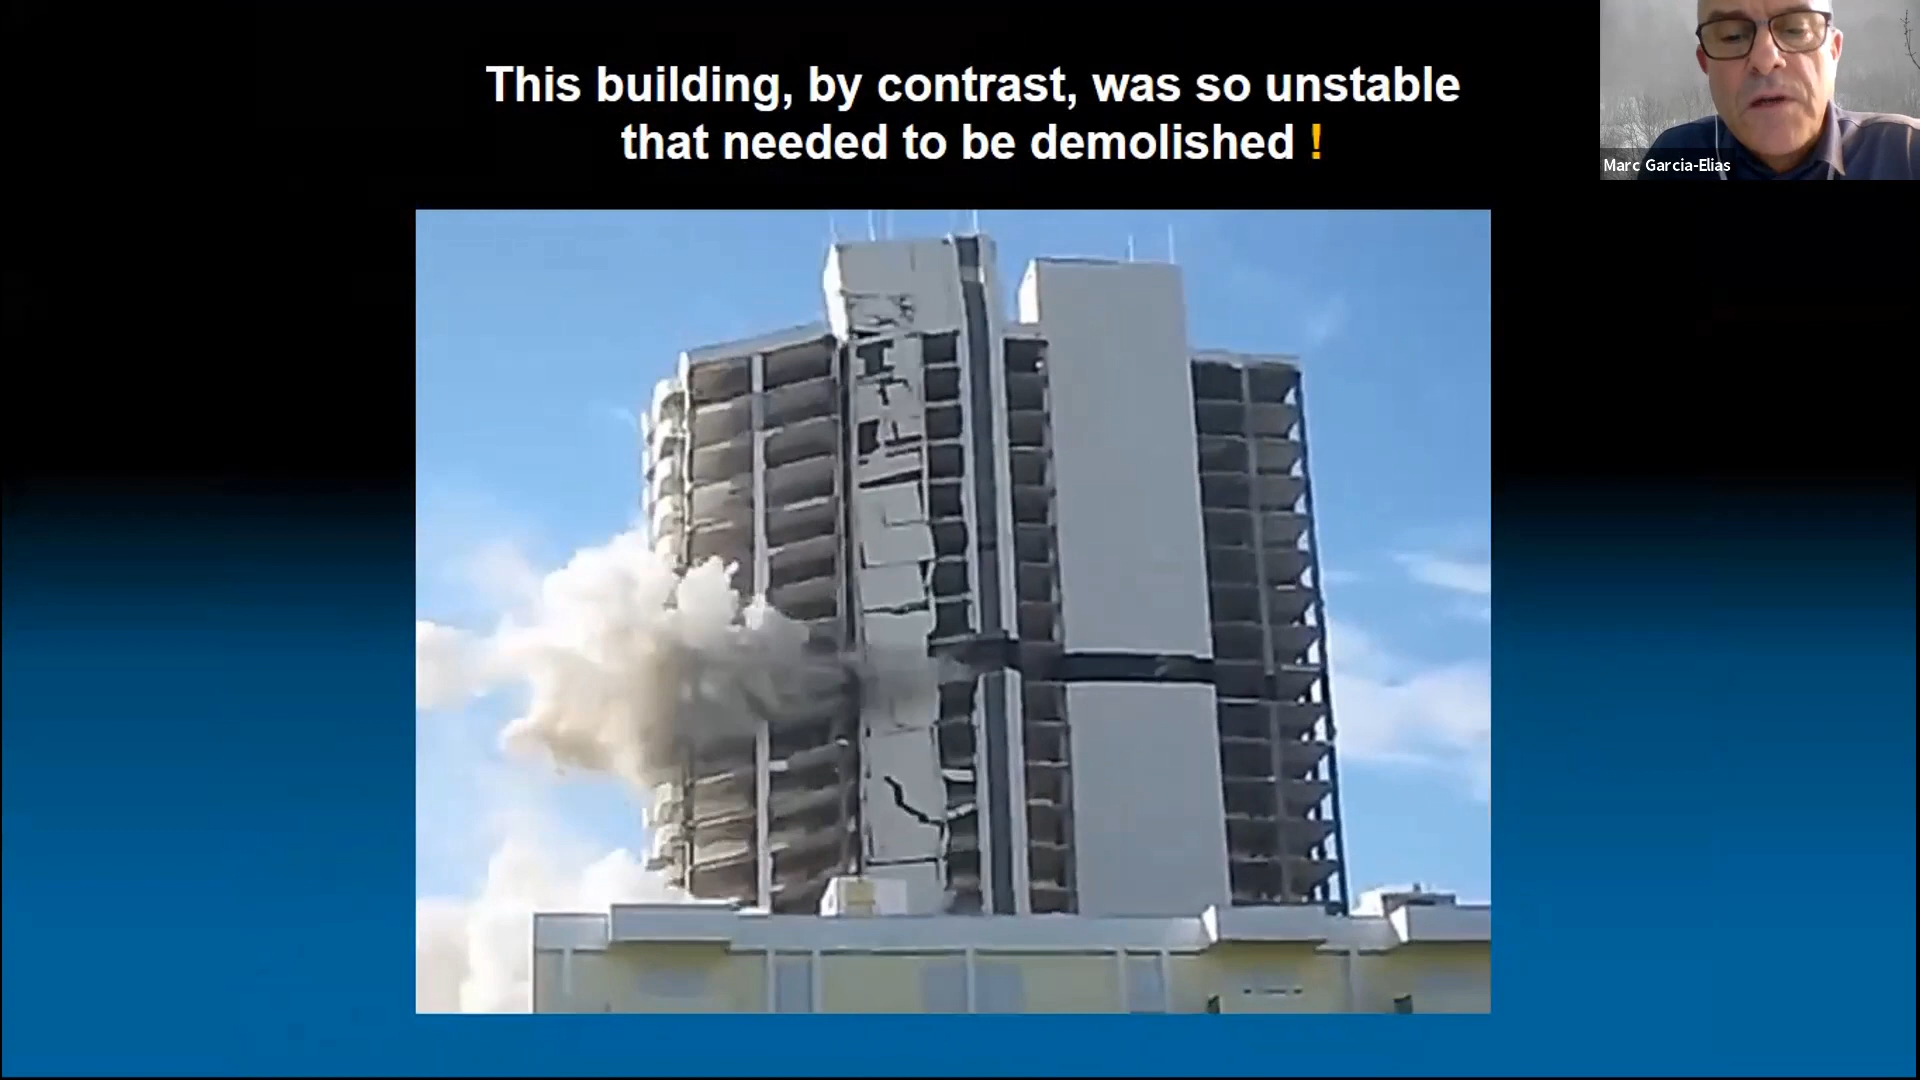 This building, by contrast, was so unstable
that needed to be demolished !
Marc Garcia-Elias